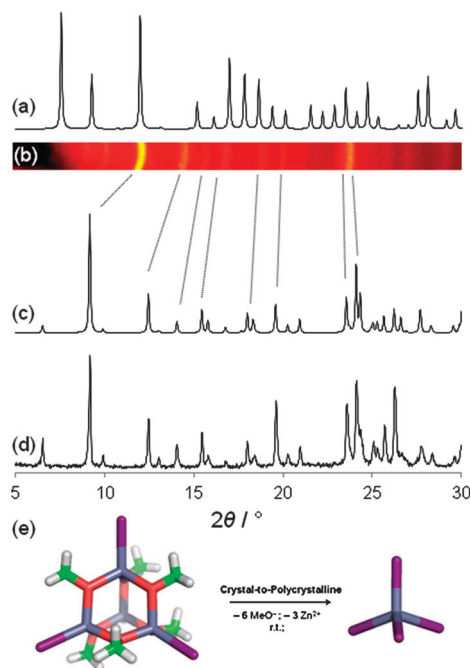 (a)
(b)
(c)
(d)
5 10 15 20 25 30
2θ / °
(e)
Crystal-to-Polycrystalline
– 6 MeO⁻; – 3 Zn²⁺
r.t.;